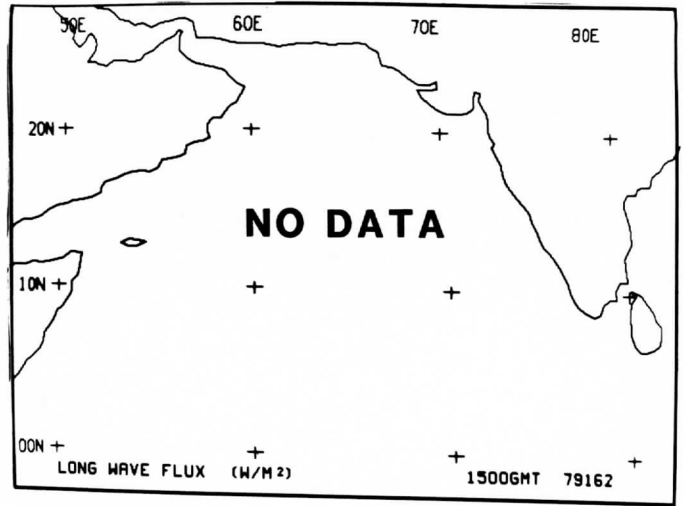 50E 60E 70E 80E
20N
NO DATA
10N
00N
LONG WAVE FLUX (W/M²) 1500GMT 79162